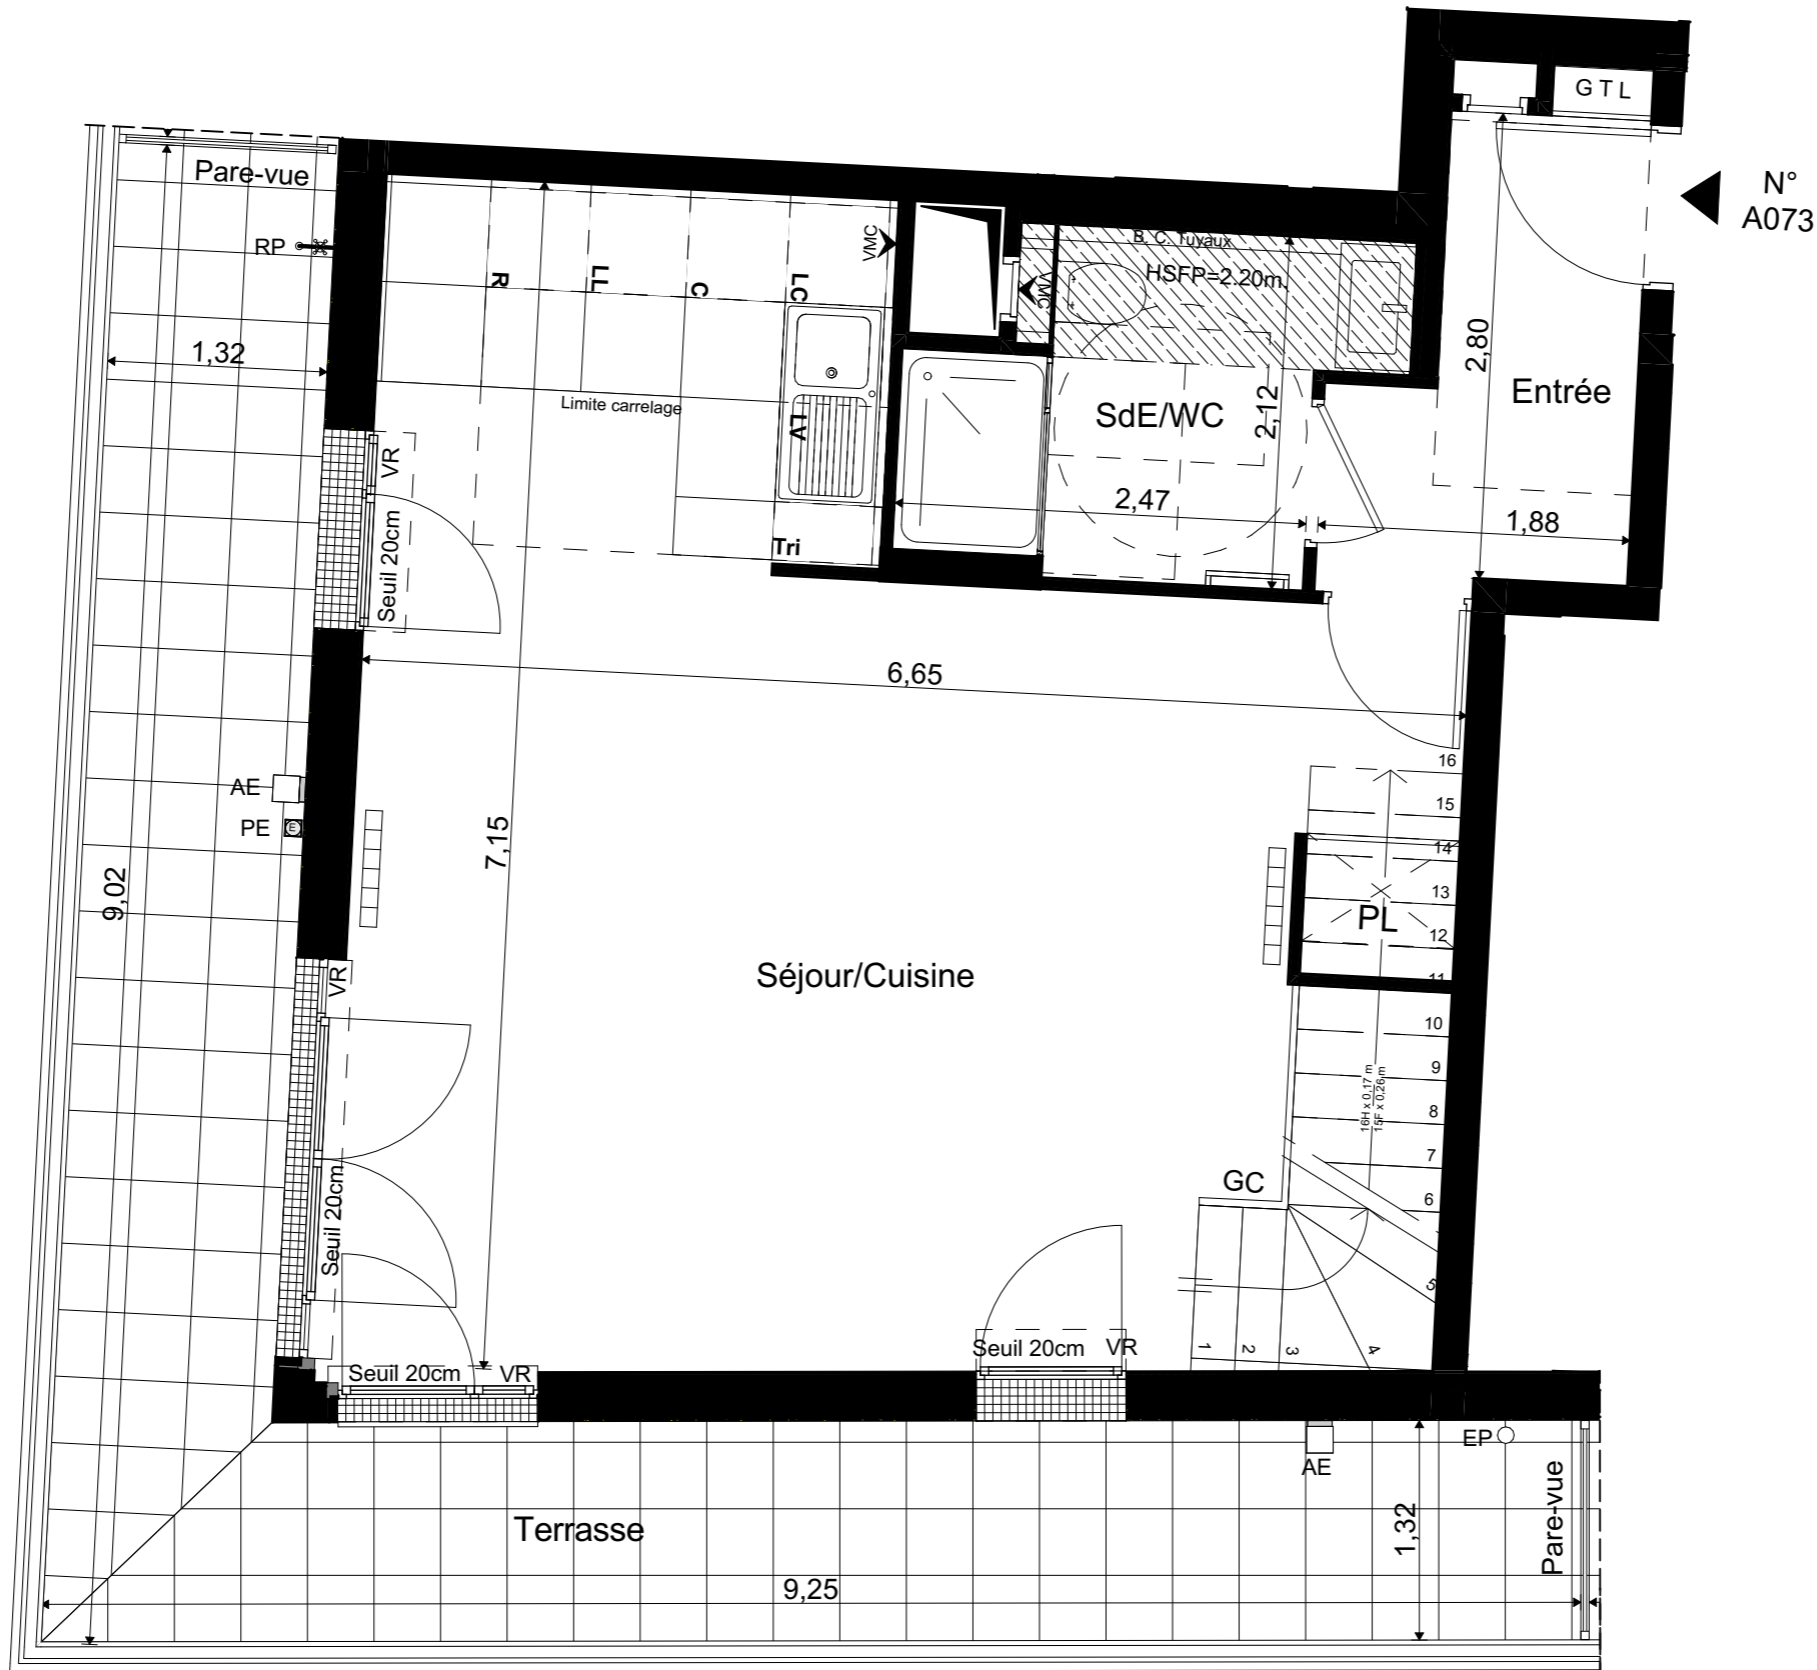 G T L
N°
A073
Pare-vue
RP
VMC
B. C. Tuyaux
HSFP=2.20m.
VMC
R
LL
C
LC
1,32
2,80
Entrée
Limite carrelage
LV
SdE/WC
2,12
VR
Seuil 20cm
2,47
1,88
Tri
6,65
16
15
14
13
12
11
10
9
8
7
6
5
4
3
2
1
AE
PE
E
7,15
9,02
PL
Séjour/Cuisine
VR
Seuil 20cm
16H x 0,17 m
15F x 0,26 m
GC
Seuil 20cm
VR
Seuil 20cm
VR
AE
EP
Pare-vue
1,32
Terrasse
9,25